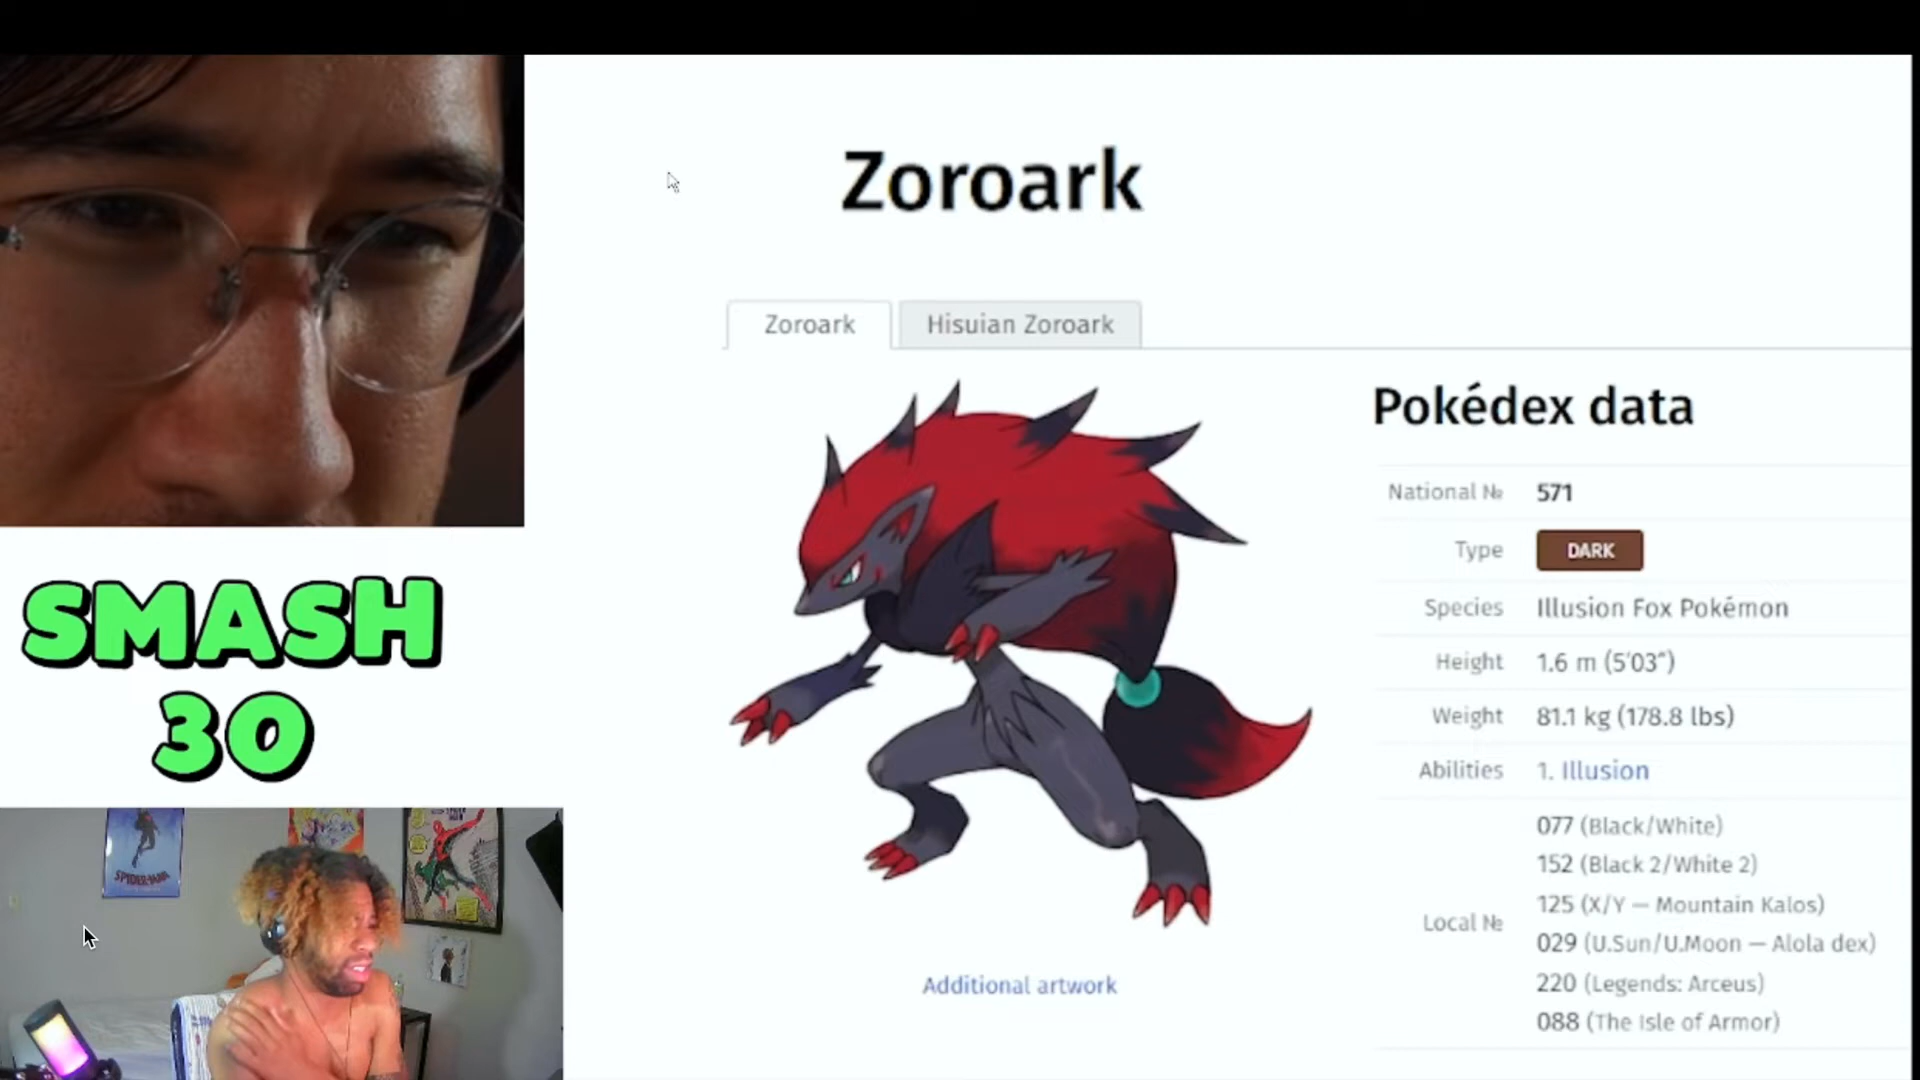 Zoroark
Zoroark
Hisuian Zoroark
Pokédex data
National № 571
Type DARK
Species Illusion Fox Pokémon
Height 1.6 m (5′03″)
Weight 81.1 kg (178.8 lbs)
Abilities 1. Illusion
Local № 077 (Black/White)
152 (Black 2/White 2)
125 (X/Y — Mountain Kalos)
029 (U.Sun/U.Moon — Alola dex)
220 (Legends: Arceus)
088 (The Isle of Armor)
Additional artwork
SMASH
30
SPIDER-MAN